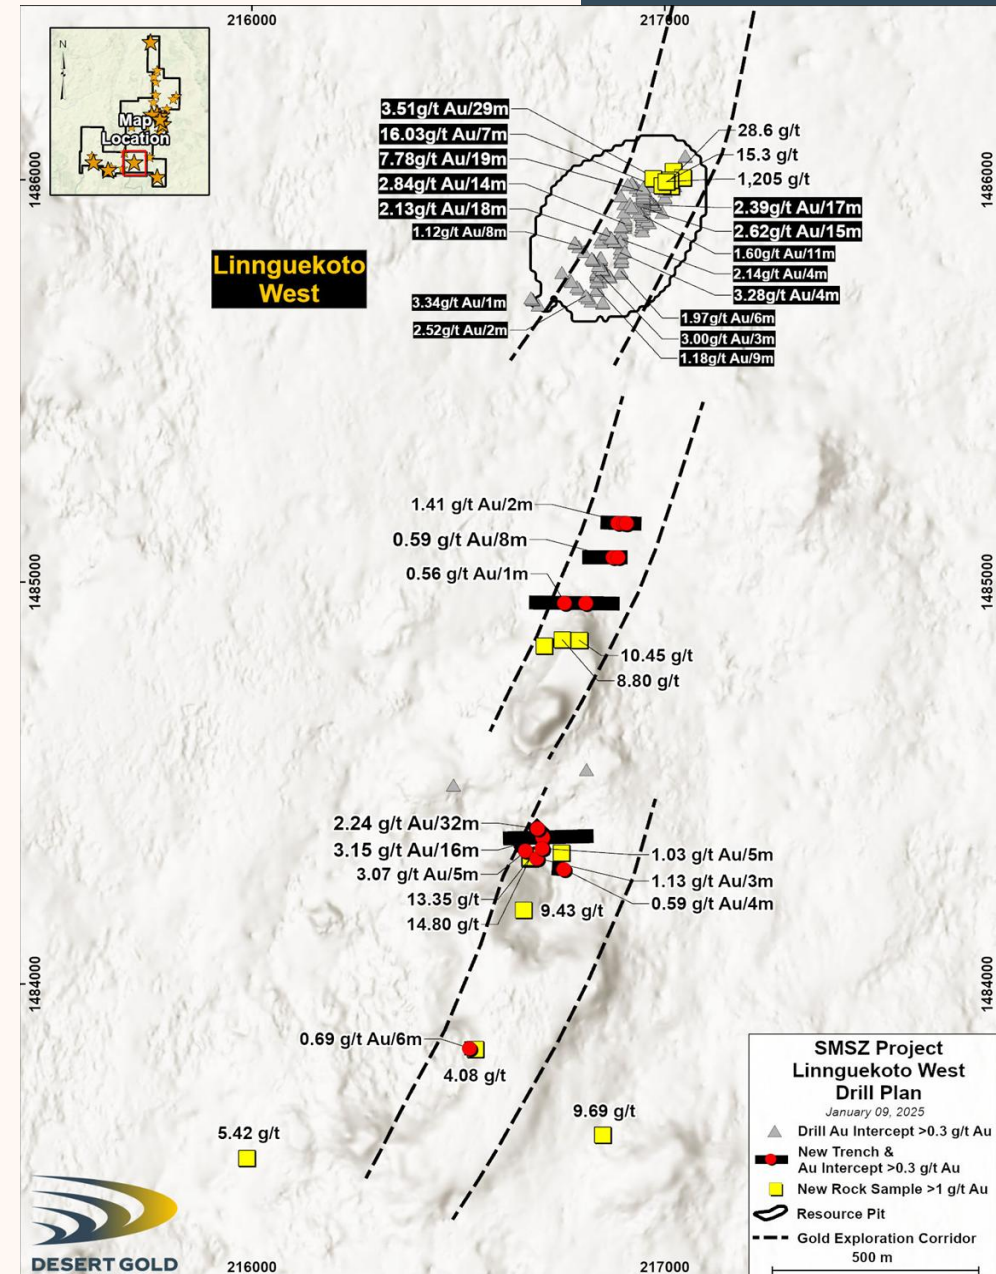 216000
217000
N
Map
Location
1486000
1486000
3.51g/t Au/29m
16.03g/t Au/7m
7.78g/t Au/19m
2.84g/t Au/14m
2.13g/t Au/18m
1.12g/t Au/8m
28.6 g/t
15.3 g/t
1,205 g/t
2.39g/t Au/17m
2.62g/t Au/15m
1.60g/t Au/11m
2.14g/t Au/4m
3.28g/t Au/4m
Linnguekoto
West
3.34g/t Au/1m
2.52g/t Au/2m
1.97g/t Au/6m
3.00g/t Au/3m
1.18g/t Au/9m
1.41 g/t Au/2m
0.59 g/t Au/8m
0.56 g/t Au/1m
1485000
1485000
10.45 g/t
8.80 g/t
2.24 g/t Au/32m
3.15 g/t Au/16m
3.07 g/t Au/5m
13.35 g/t
14.80 g/t
1.03 g/t Au/5m
1.13 g/t Au/3m
0.59 g/t Au/4m
9.43 g/t
1484000
1484000
0.69 g/t Au/6m
4.08 g/t
5.42 g/t
9.69 g/t
SMSZ Project
Linnguekoto West
Drill Plan
January 09, 2025
Drill Au Intercept >0.3 g/t Au
New Trench &
Au Intercept >0.3 g/t Au
New Rock Sample >1 g/t Au
Resource Pit
Gold Exploration Corridor
500 m
DESERT GOLD
216000
217000